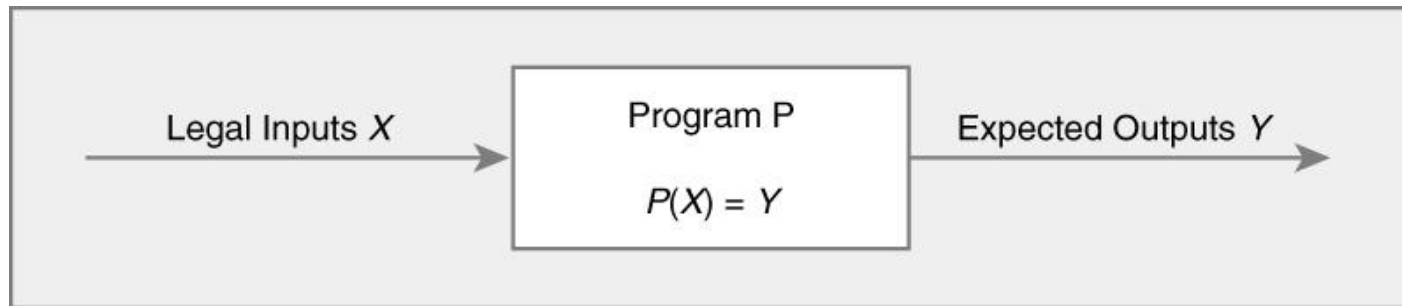 Legal Inputs X
Program P
P(X) = Y
Expected Outputs Y